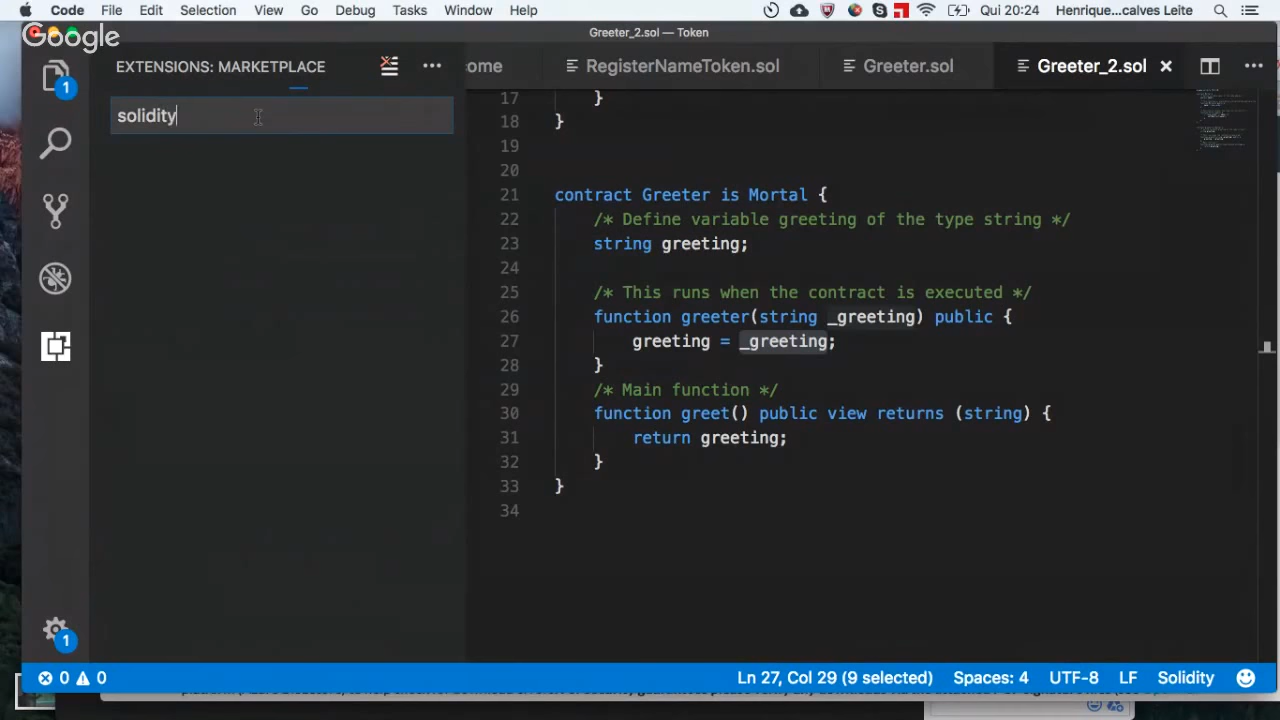 Code File Edit Selection View Go Debug Tasks Window Help Qui 20:24 Henrique...calves Leite
Google
Greeter_2.sol — Token
EXTENSIONS: MARKETPLACE
ome RegisterNameToken.sol Greeter.sol Greeter_2.sol
1
solidity
17 }
18 }
19
20
21 contract Greeter is Mortal {
22 /* Define variable greeting of the type string */
23 string greeting;
24
25 /* This runs when the contract is executed */
26 function greeter(string _greeting) public {
27 greeting = _greeting;
28 }
29 /* Main function */
30 function greet() public view returns (string) {
31 return greeting;
32 }
33 }
34
1
0 0 Ln 27, Col 29 (9 selected) Spaces: 4 UTF-8 LF Solidity